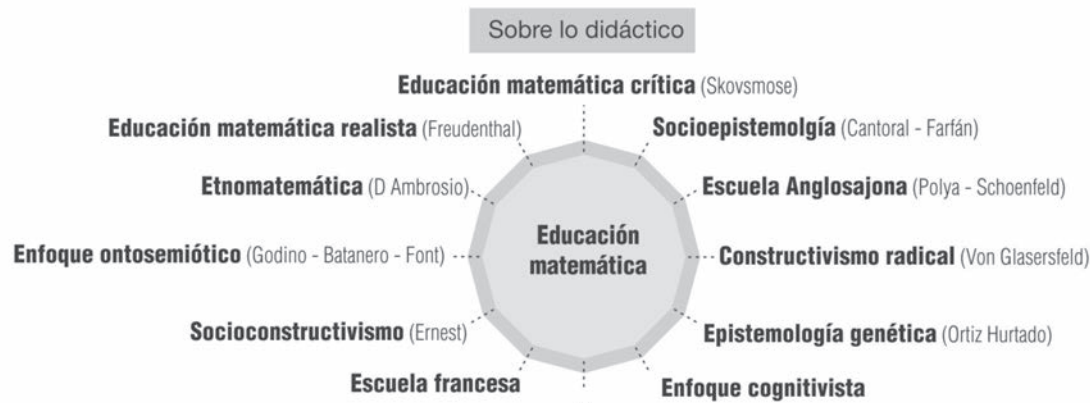 Sobre lo didáctico
Educación matemática crítica (Skovsmose)
Educación matemática realista (Freudenthal)
Socioepistemolgía (Cantoral - Farfán)
Etnomatemática (D Ambrosio)
Escuela Anglosajona (Polya - Schoenfeld)
Educación
matemática
Enfoque ontosemiótico (Godino - Batanero - Font)
Constructivismo radical (Von Glasersfeld)
Socioconstructivismo (Ernest)
Epistemología genética (Ortiz Hurtado)
Escuela francesa
Enfoque cognitivista